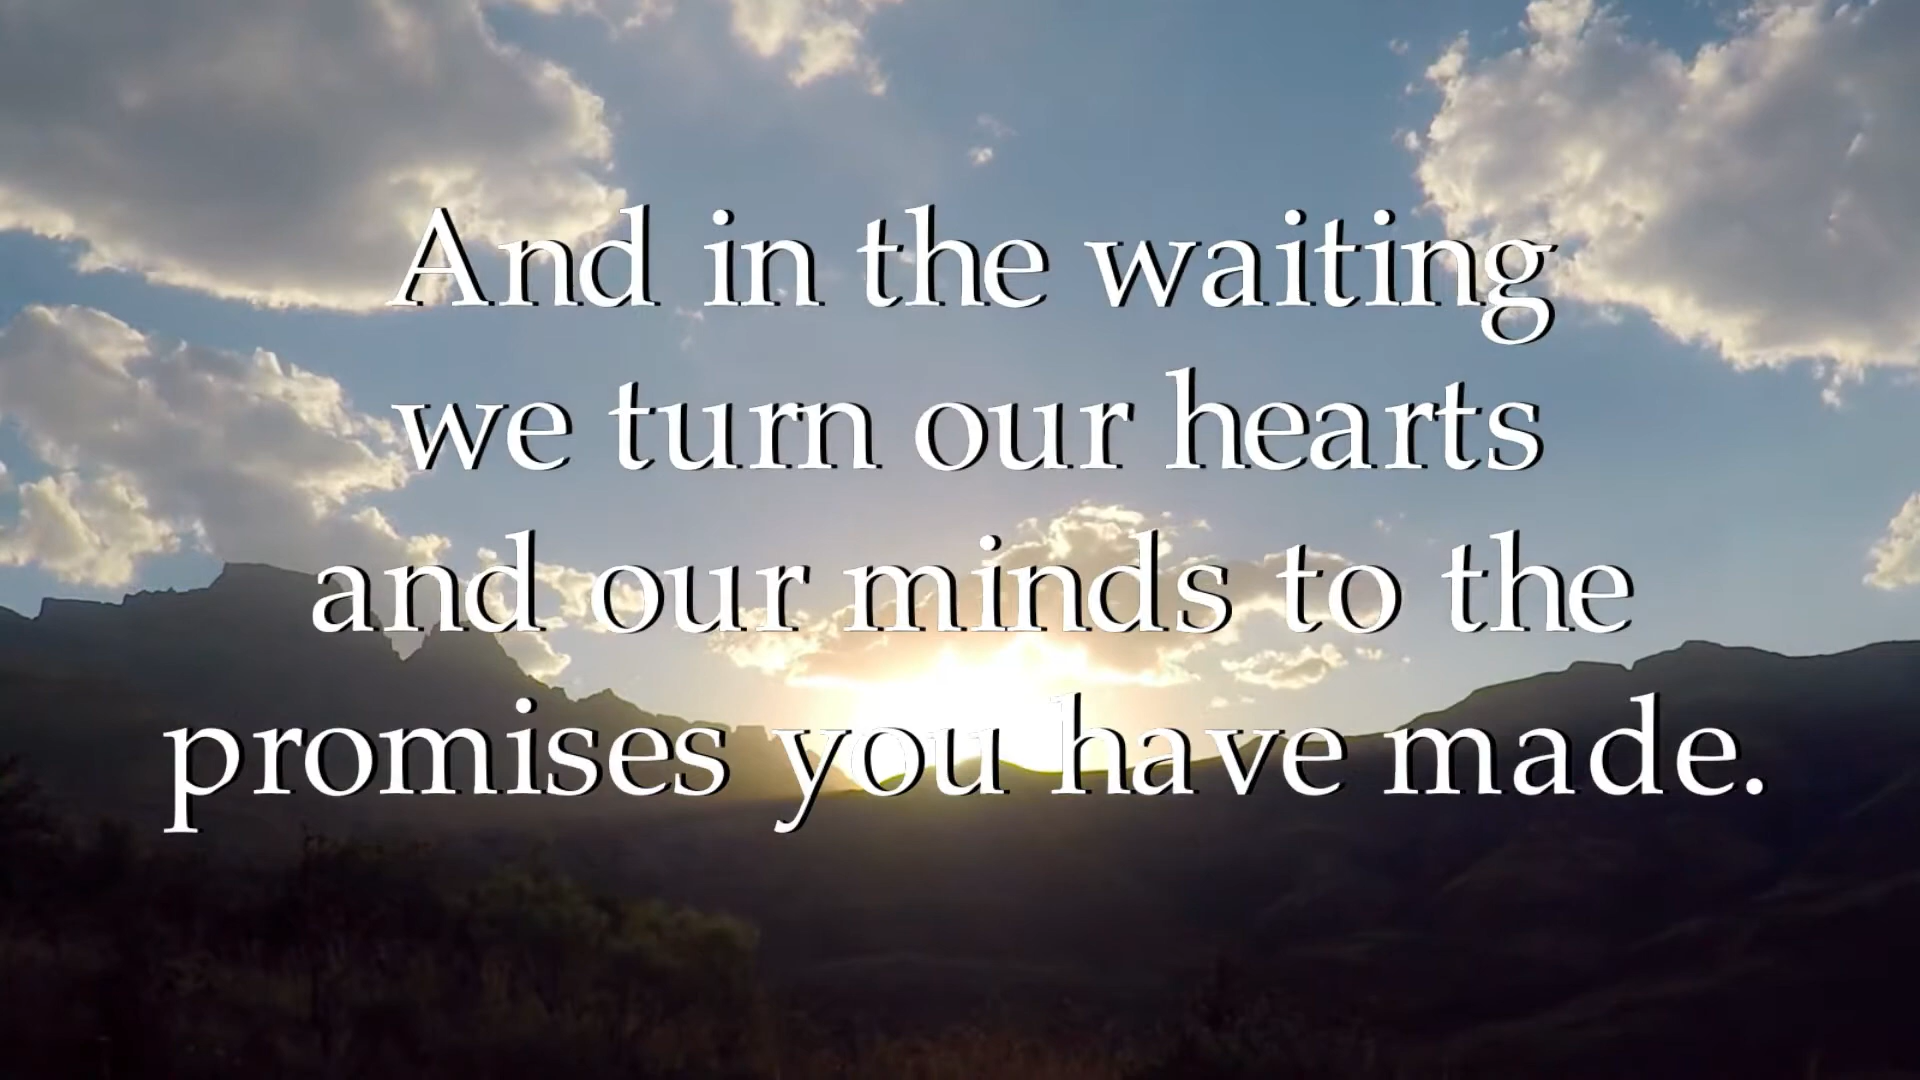 And in the waiting
we turn our hearts
and our minds to the
promises you have made.